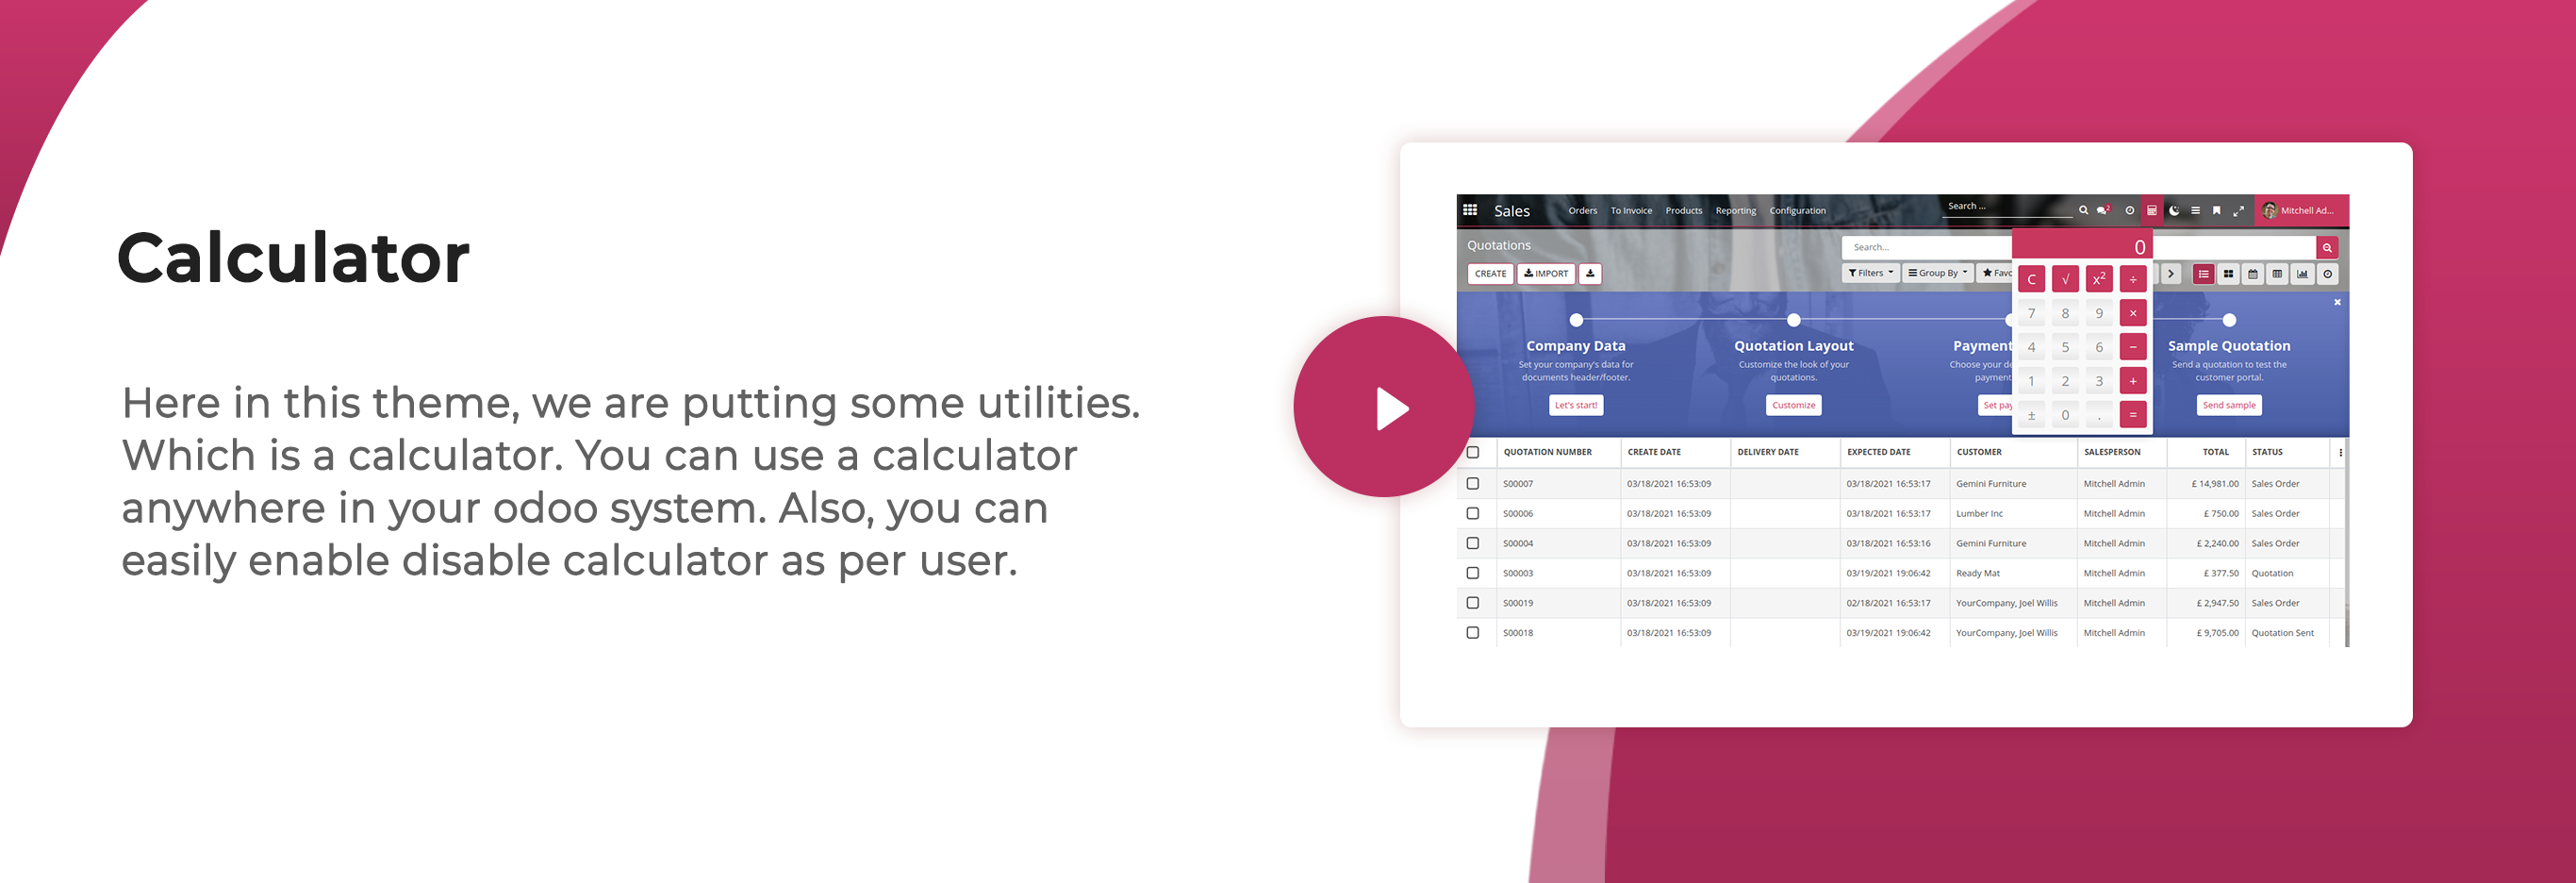 Calculator
Here in this theme, we are putting some utilities.
Which is a calculator. You can use a calculator
anywhere in your odoo system. Also, you can
easily enable disable calculator as per user.
Sales Orders To Invoice Products Reporting Configuration Search ... 2 Mitchell Ad...
Quotations Search...
CREATE IMPORT Filters Group By Favo
0
C √ x² ÷
7 8 9 ×
4 5 6 −
1 2 3 +
± 0 . =
Company Data
Set your company's data for
documents header/footer.
Let's start!
Quotation Layout
Customize the look of your
quotations.
Customize
Payment
Choose your de
payment
Set pay
Sample Quotation
Send a quotation to test the
customer portal.
Send sample
QUOTATION NUMBER CREATE DATE DELIVERY DATE EXPECTED DATE CUSTOMER SALESPERSON TOTAL STATUS
S00007 03/18/2021 16:53:09 03/18/2021 16:53:17 Gemini Furniture Mitchell Admin £ 14,981.00 Sales Order
S00006 03/18/2021 16:53:09 03/18/2021 16:53:17 Lumber Inc Mitchell Admin £ 750.00 Sales Order
S00004 03/18/2021 16:53:09 03/18/2021 16:53:16 Gemini Furniture Mitchell Admin £ 2,240.00 Sales Order
S00003 03/18/2021 16:53:09 03/19/2021 19:06:42 Ready Mat Mitchell Admin £ 377.50 Quotation
S00019 03/18/2021 16:53:09 02/18/2021 16:53:17 YourCompany, Joel Willis Mitchell Admin £ 2,947.50 Sales Order
S00018 03/18/2021 16:53:09 03/19/2021 19:06:42 YourCompany, Joel Willis Mitchell Admin £ 9,705.00 Quotation Sent